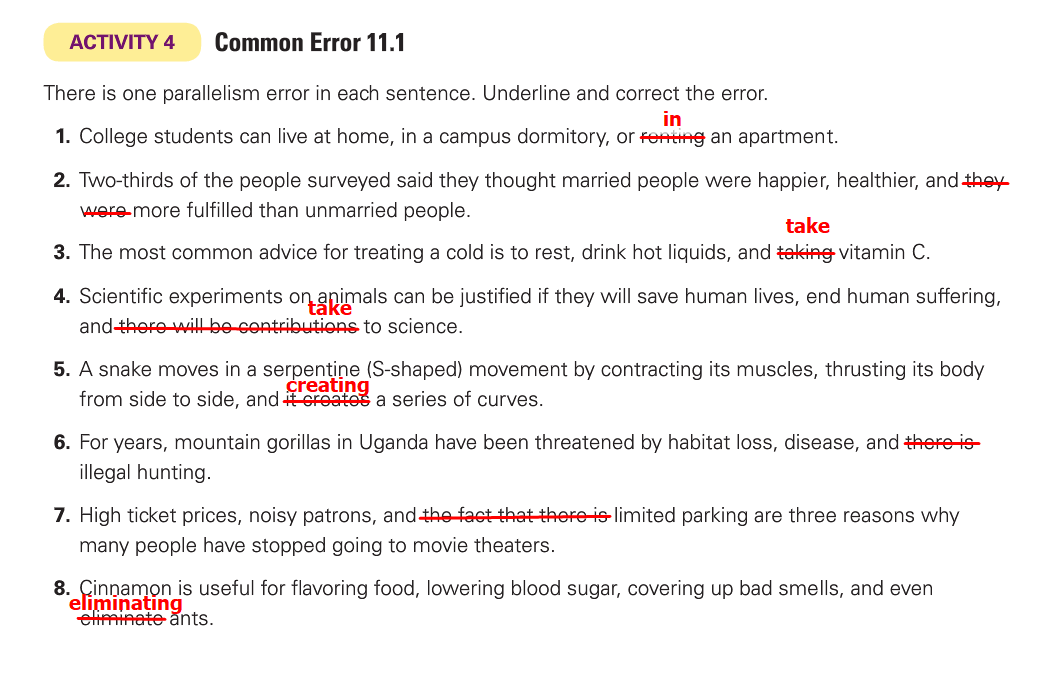 ACTIVITY 4 Common Error 11.1
There is one parallelism error in each sentence. Underline and correct the error.
in
1. College students can live at home, in a campus dormitory, or renting an apartment.
2. Two-thirds of the people surveyed said they thought married people were happier, healthier, and they
were more fulfilled than unmarried people.
take
3. The most common advice for treating a cold is to rest, drink hot liquids, and taking vitamin C.
4. Scientific experiments on animals can be justified if they will save human lives, end human suffering,
take
and there will be contributions to science.
5. A snake moves in a serpentine (S-shaped) movement by contracting its muscles, thrusting its body
creating
from side to side, and it creates a series of curves.
6. For years, mountain gorillas in Uganda have been threatened by habitat loss, disease, and there is
illegal hunting.
7. High ticket prices, noisy patrons, and the fact that there is limited parking are three reasons why
many people have stopped going to movie theaters.
8. Cinnamon is useful for flavoring food, lowering blood sugar, covering up bad smells, and even
eliminating
eliminate ants.